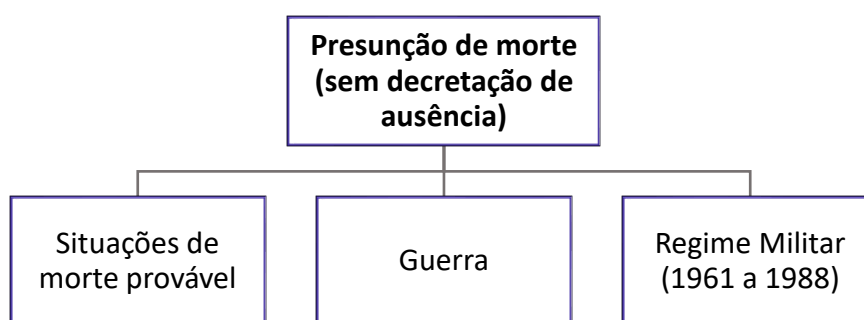 Presunção de morte
(sem decretação de
ausência)
Situações de
morte provável
Guerra
Regime Militar
(1961 a 1988)